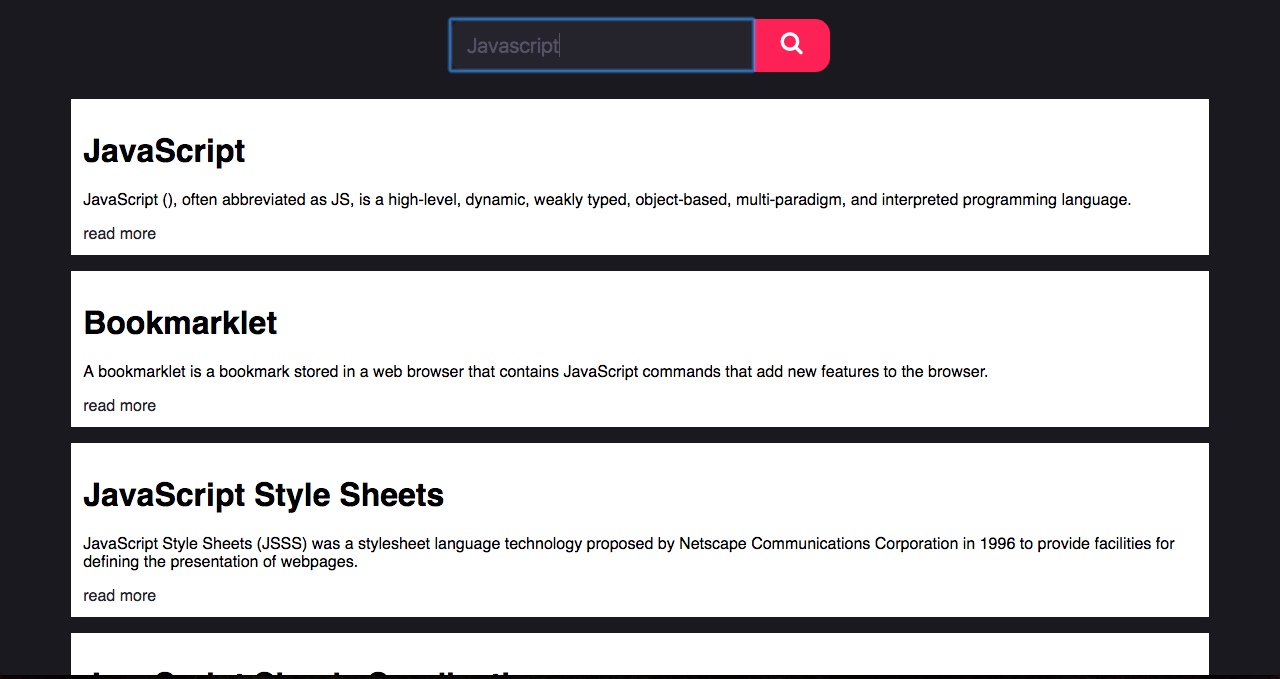 Javascript
JavaScript
JavaScript (), often abbreviated as JS, is a high-level, dynamic, weakly typed, object-based, multi-paradigm, and interpreted programming language.
read more
Bookmarklet
A bookmarklet is a bookmark stored in a web browser that contains JavaScript commands that add new features to the browser.
read more
JavaScript Style Sheets
JavaScript Style Sheets (JSSS) was a stylesheet language technology proposed by Netscape Communications Corporation in 1996 to provide facilities for
defining the presentation of webpages.
read more